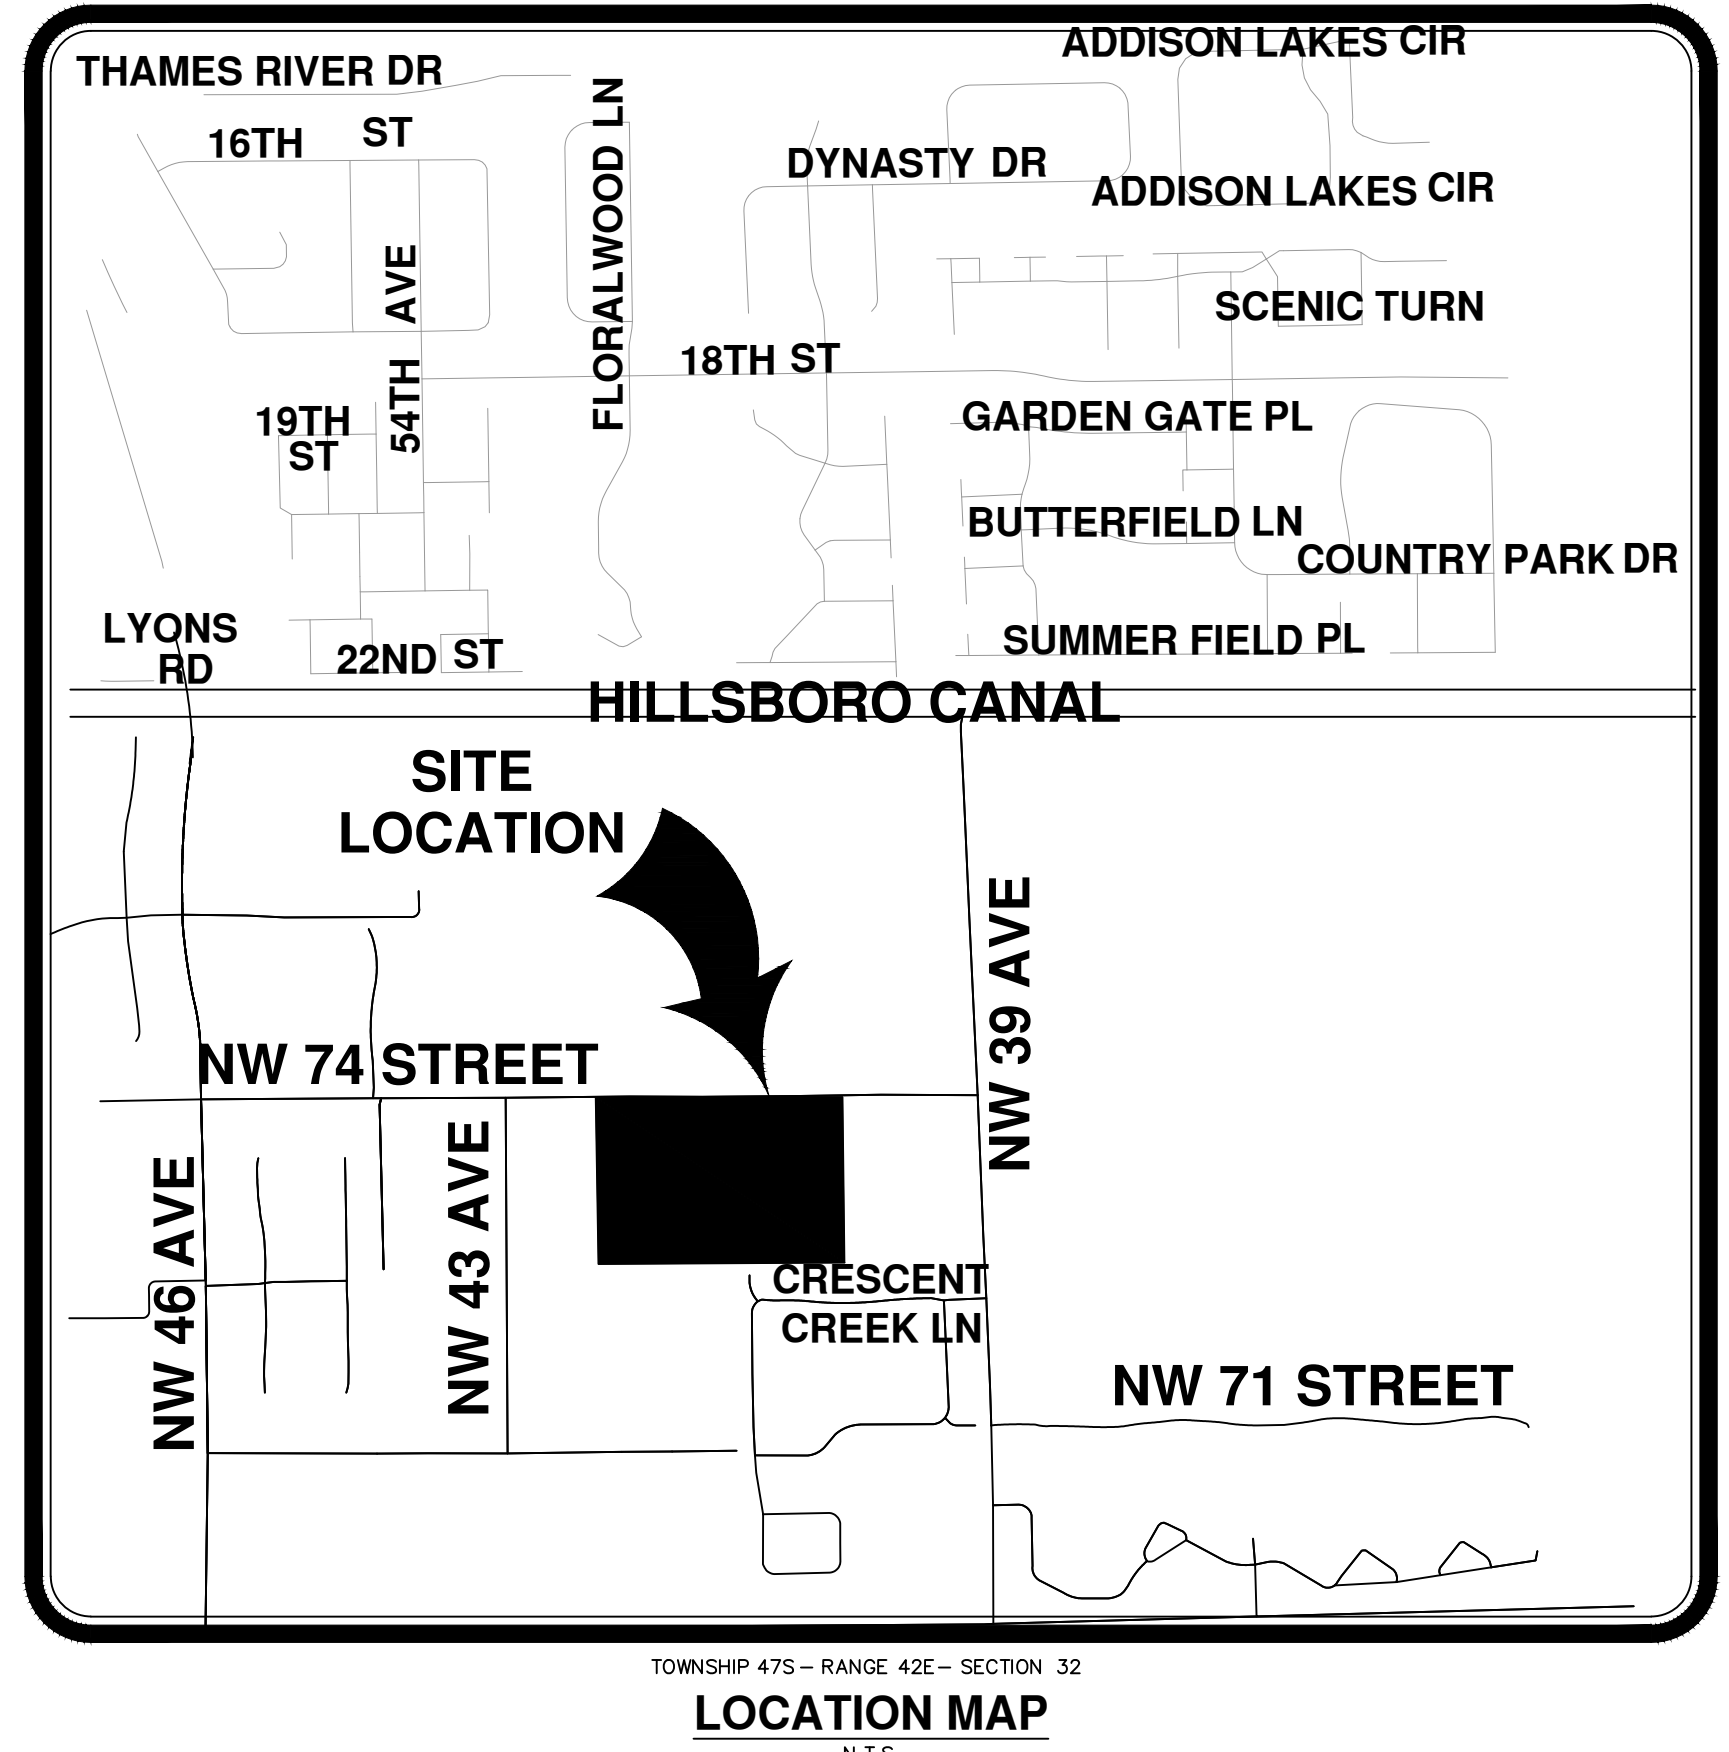 ADDISON LAKES CIR
THAMES RIVER DR
16TH ST
FLORALWOOD LN
DYNASTY DR
ADDISON LAKES CIR
54TH AVE
SCENIC TURN
18TH ST
19TH
ST
GARDEN GATE PL
BUTTERFIELD LN
COUNTRY PARK DR
LYONS
RD
22ND ST
SUMMER FIELD PL
HILLSBORO CANAL
SITE
LOCATION
NW 39 AVE
NW 74 STREET
NW 46 AVE
NW 43 AVE
CRESCENT
CREEK LN
NW 71 STREET
TOWNSHIP 47S – RANGE 42E– SECTION 32
LOCATION MAP
N.T.S.